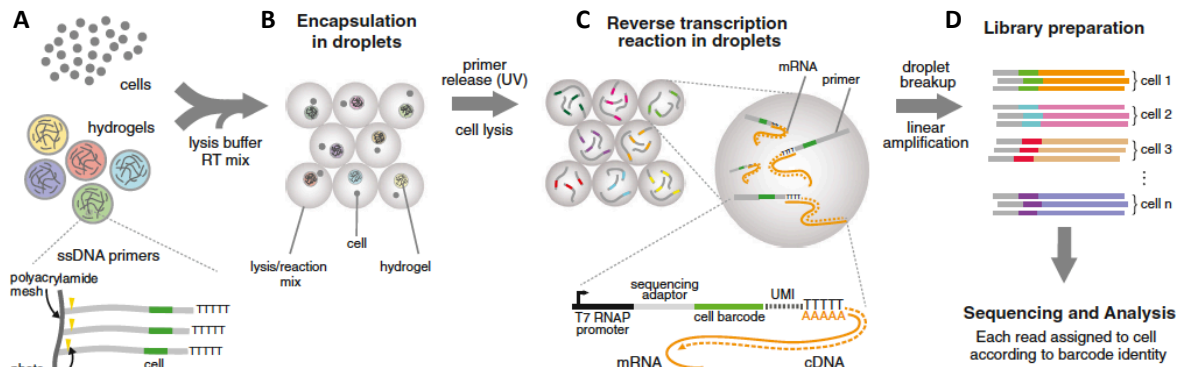 A
cells
hydrogels
lysis buffer
RT mix
ssDNA primers
polyacrylamide
mesh
TTTTT
TTTTT
TTTTT
cell
B
Encapsulation
in droplets
cell
lysis/reaction
mix
hydrogel
primer
release (UV)
cell lysis
C
Reverse transcription
reaction in droplets
mRNA
primer
TTTT
TTTT
TTTT
sequencing
adaptor
UMI
TTTTT
AAAAA
T7 RNAP
promoter
cell barcode
mRNA
cDNA
droplet
breakup
linear
amplification
D
Library preparation
cell 1
cell 2
cell 3
cell n
Sequencing and Analysis
Each read assigned to cell
according to barcode identity